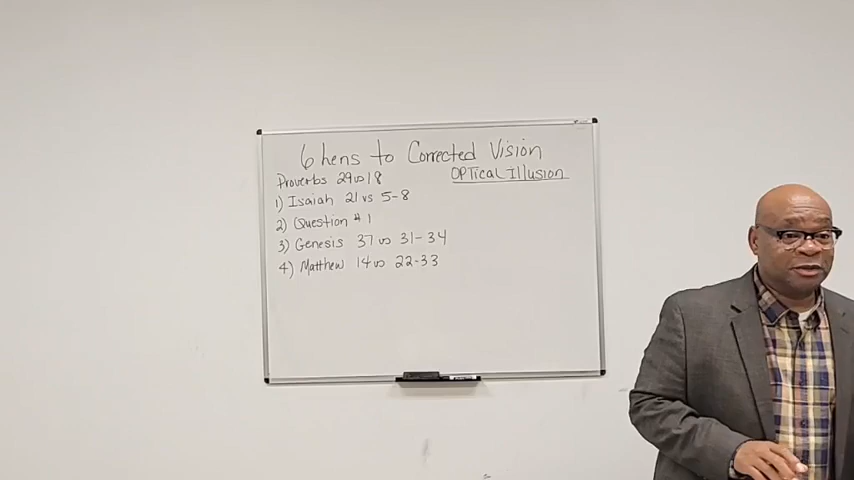 6 Lens to Corrected Vision
Proverbs 29 vs 18
OPTical Illusion
1) Isaiah 21 vs 5-8
2) Question # 1
3) Genesis 37 vs 31-34
4) Matthew 14 vs 22-33